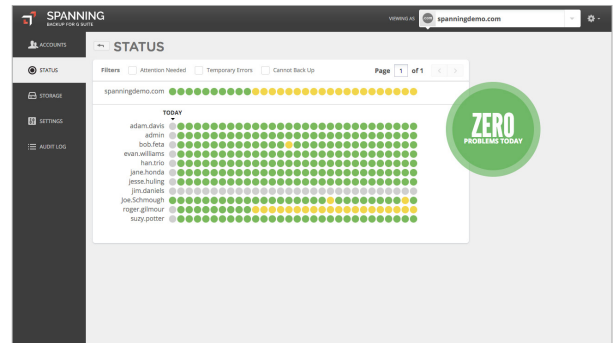 SPANNING
BACKUP FOR G SUITE
VIEWING AS
.com
spanningdemo.com
ACCOUNTS
STATUS
STORAGE
SETTINGS
AUDIT LOG
STATUS
Filters Attention Needed Temporary Errors Cannot Back Up Page 1 of 1
spanningdemo.com
TODAY
adam.davis
admin
bob.feta
evan.williams
han.trio
jane.honda
jesse.huling
jim.daniels
Joe.Schmough
roger.gilmour
suzy.potter
ZERO
PROBLEMS TODAY